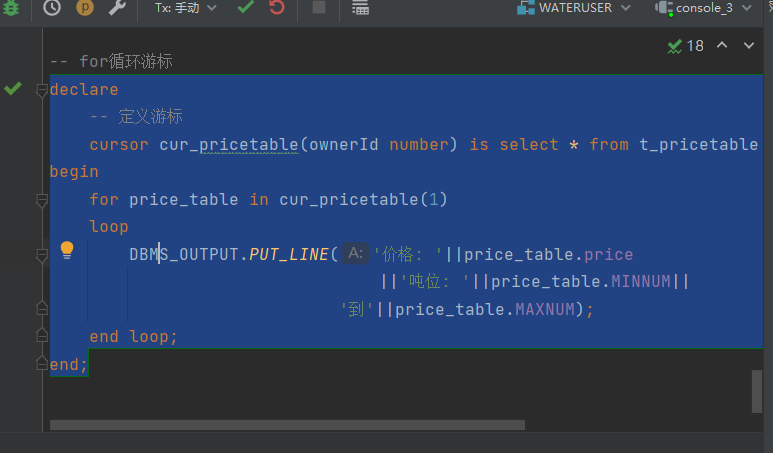 Tx: 手动
WATERUSER
console_3
-- for循环游标
18
declare
-- 定义游标
cursor cur_pricetable(ownerId number) is select * from t_pricetable
begin
for price_table in cur_pricetable(1)
loop
DBMS_OUTPUT.PUT_LINE( A: '价格: '||price_table.price
||'吨位: '||price_table.MINNUM||
'到'||price_table.MAXNUM);
end loop;
end;